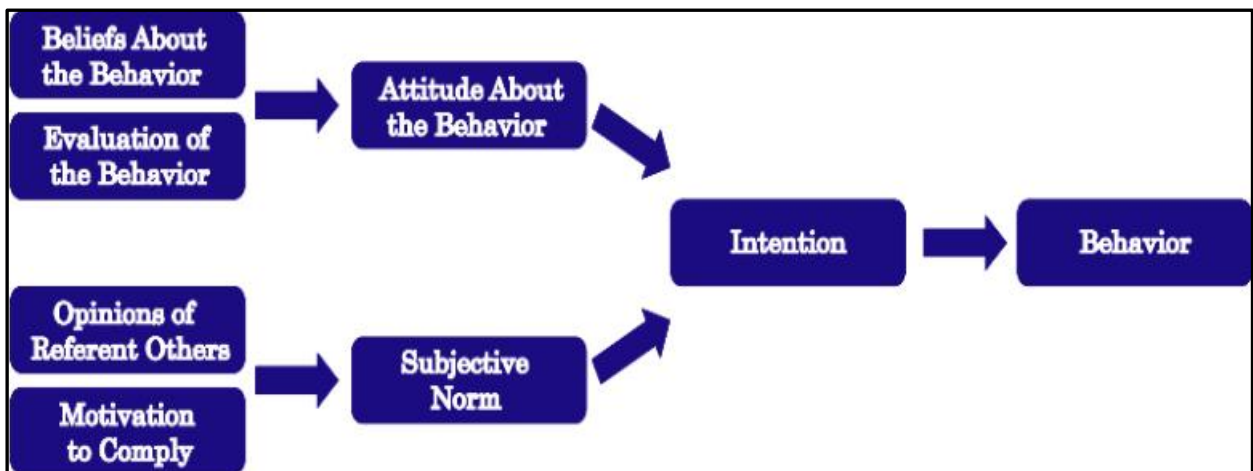 Beliefs About
the Behavior
Evaluation of
the Behavior
Attitude About
the Behavior
Opinions of
Referent Others
Motivation
to Comply
Subjective
Norm
Intention
Behavior